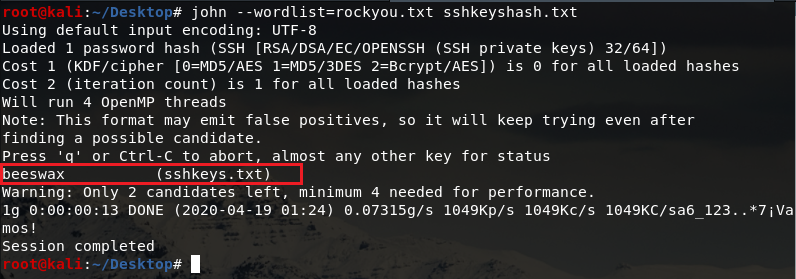 root@kali:~/Desktop# john --wordlist=rockyou.txt sshkeyshash.txt
Using default input encoding: UTF-8
Loaded 1 password hash (SSH [RSA/DSA/EC/OPENSSH (SSH private keys) 32/64])
Cost 1 (KDF/cipher [0=MD5/AES 1=MD5/3DES 2=Bcrypt/AES]) is 0 for all loaded hashes
Cost 2 (iteration count) is 1 for all loaded hashes
Will run 4 OpenMP threads
Note: This format may emit false positives, so it will keep trying even after
finding a possible candidate.
Press 'q' or Ctrl-C to abort, almost any other key for status
beeswax          (sshkeys.txt)
Warning: Only 2 candidates left, minimum 4 needed for performance.
1g 0:00:00:13 DONE (2020-04-19 01:24) 0.07315g/s 1049Kp/s 1049Kc/s 1049KC/sa6_123..*7¡Va
mos!
Session completed
root@kali:~/Desktop#